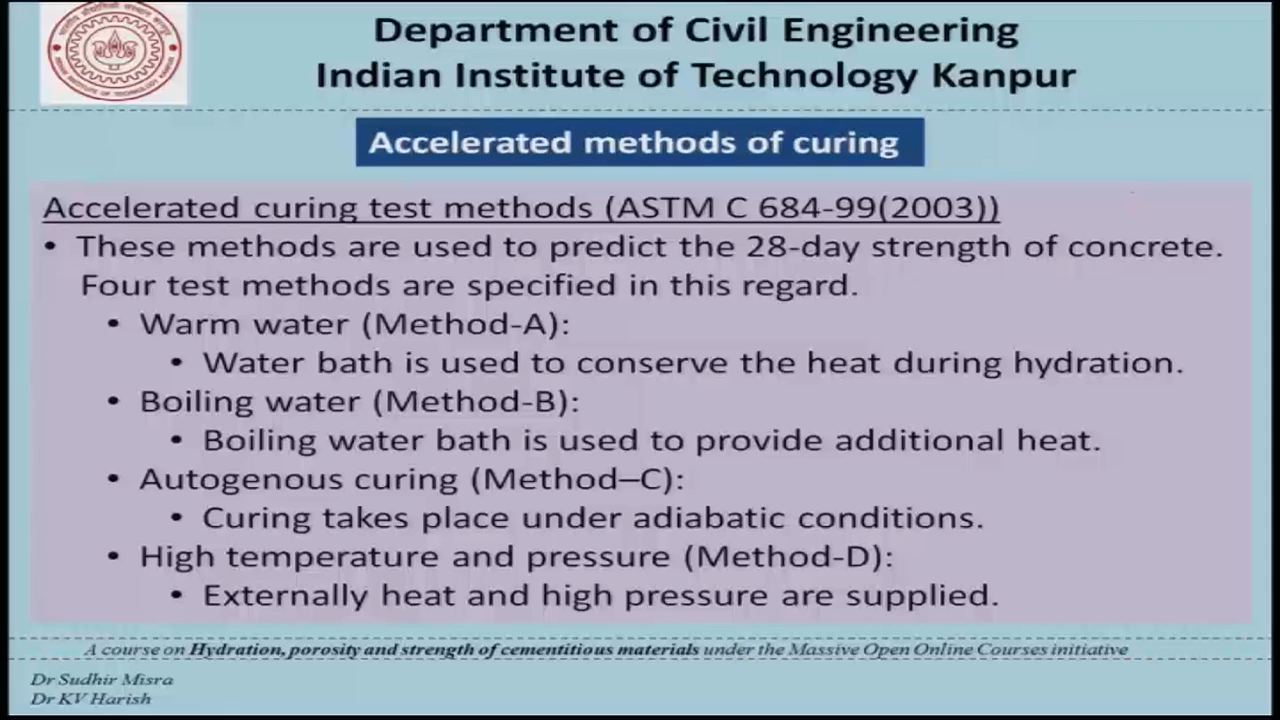 Department of Civil Engineering
Indian Institute of Technology Kanpur
Accelerated methods of curing
Accelerated curing test methods (ASTM C 684-99(2003))
• These methods are used to predict the 28-day strength of concrete.
Four test methods are specified in this regard.
• Warm water (Method-A):
• Water bath is used to conserve the heat during hydration.
• Boiling water (Method-B):
• Boiling water bath is used to provide additional heat.
• Autogenous curing (Method–C):
• Curing takes place under adiabatic conditions.
• High temperature and pressure (Method-D):
• Externally heat and high pressure are supplied.
A course on Hydration, porosity and strength of cementitious materials under the Massive Open Online Courses initiative
Dr Sudhir Misra
Dr KV Harish